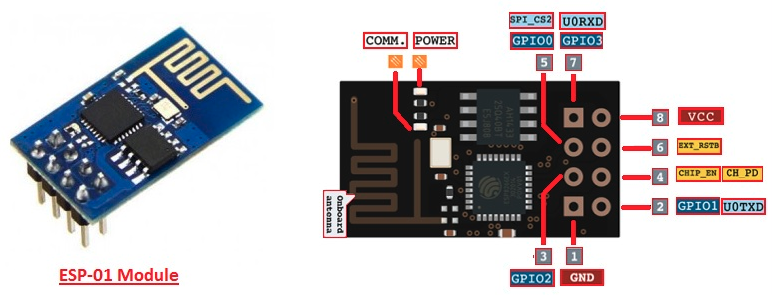 SPI_CS2 U0RXD
COMM. POWER GPIO0 GPIO3
5 7
8 VCC
6 EXT_RSTB
4 CHIP_EN CH_PD
2 GPIO1 U0TXD
Onboard
antonna
3 1
GPIO2 GND
ESP-01 Module